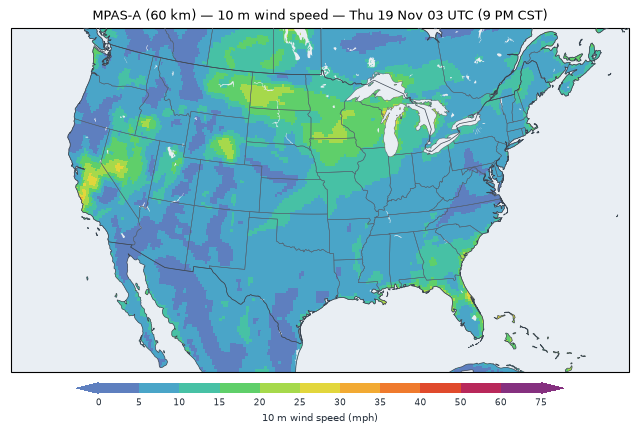 MPAS-A (60 km) — 10 m wind speed — Thu 19 Nov 03 UTC (9 PM CST)
0 5 10 15 20 25 30 35 40 50 60 75
10 m wind speed (mph)